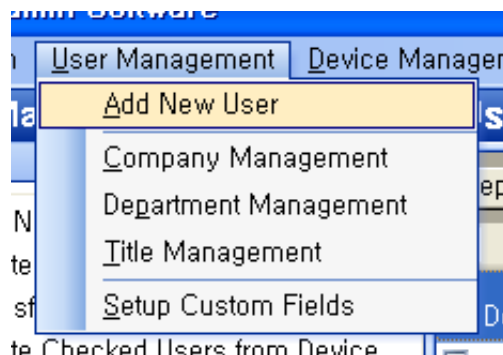 User Management Device Manager
Add New User
Company Management
Department Management
Title Management
Setup Custom Fields
te Checked Users from Device